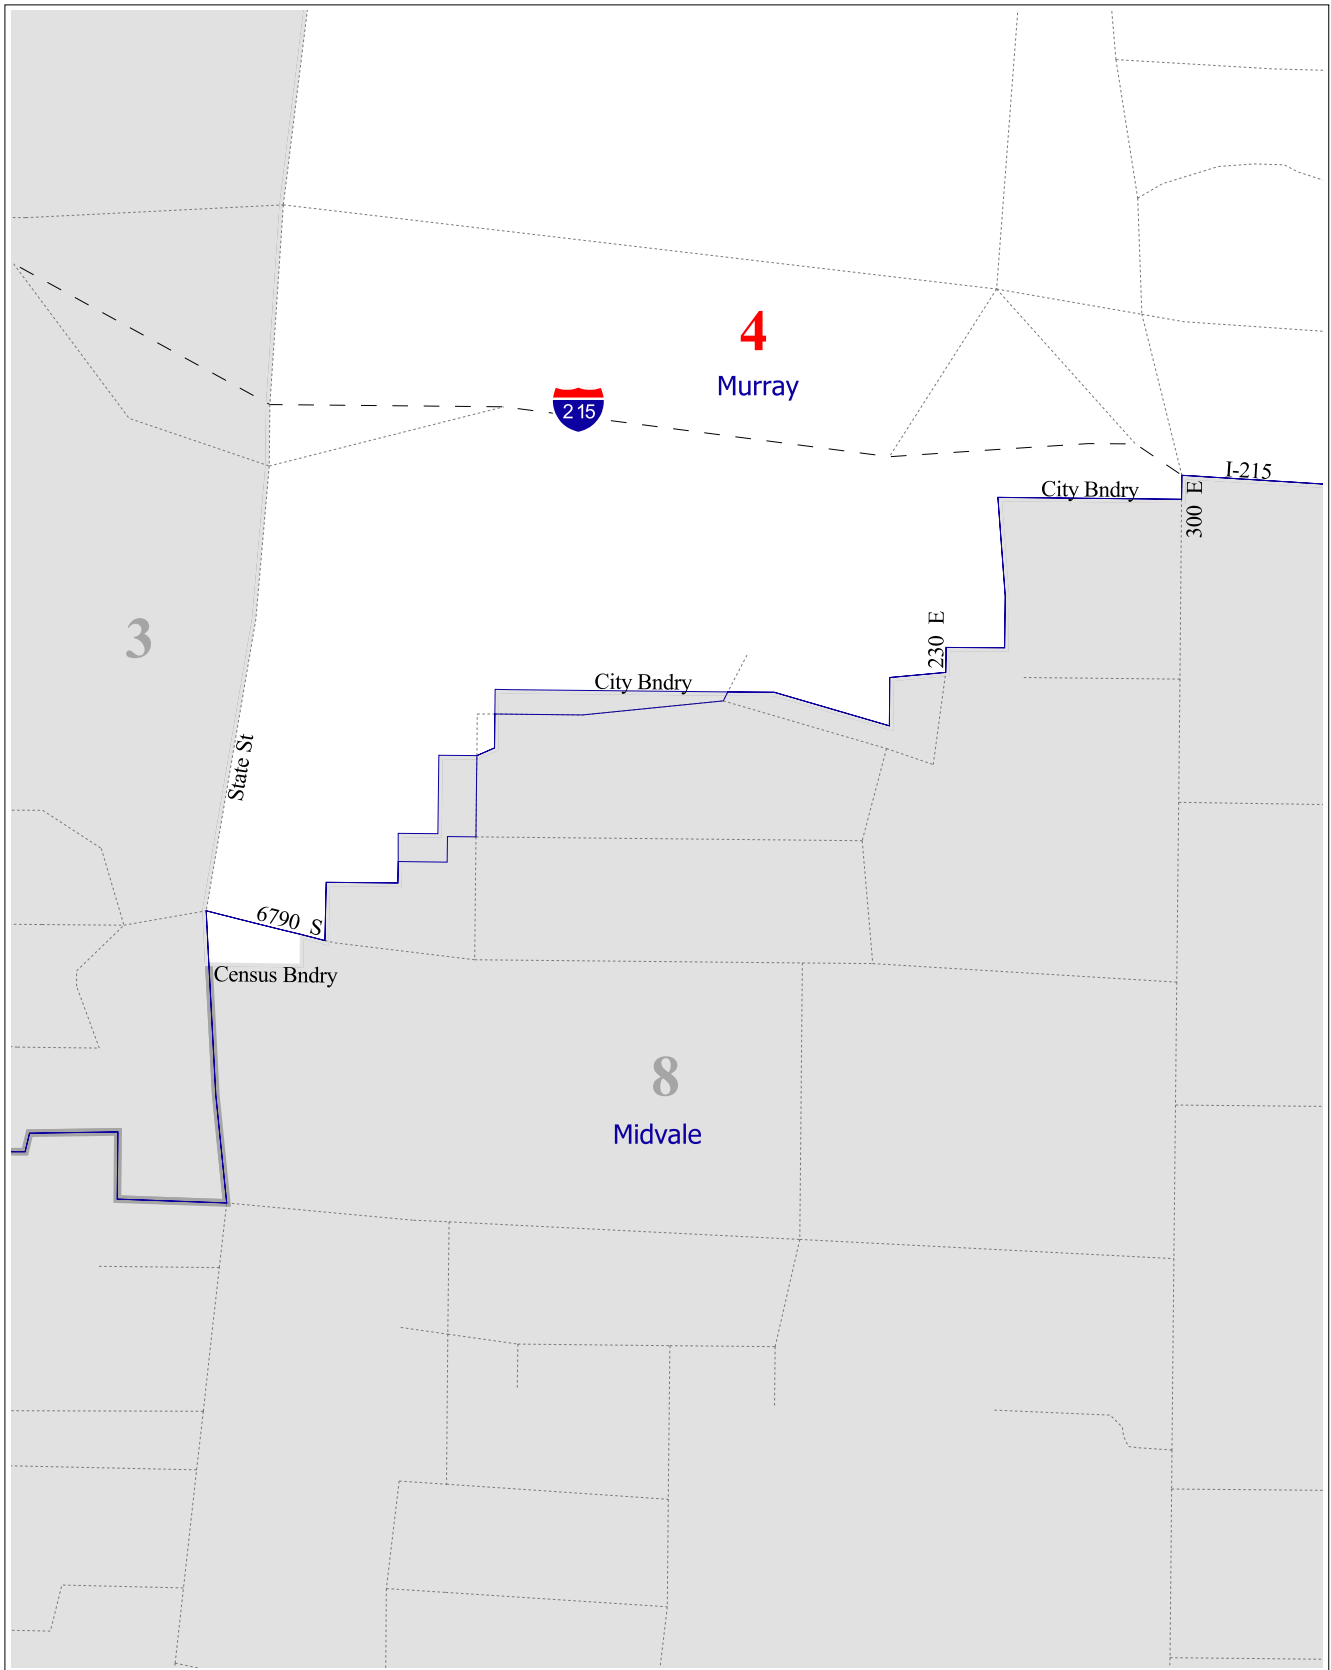 4
Murray
215
I-215
City Bndry
300 E
3
230 E
City Bndry
State St
6790 S
Census Bndry
8
Midvale